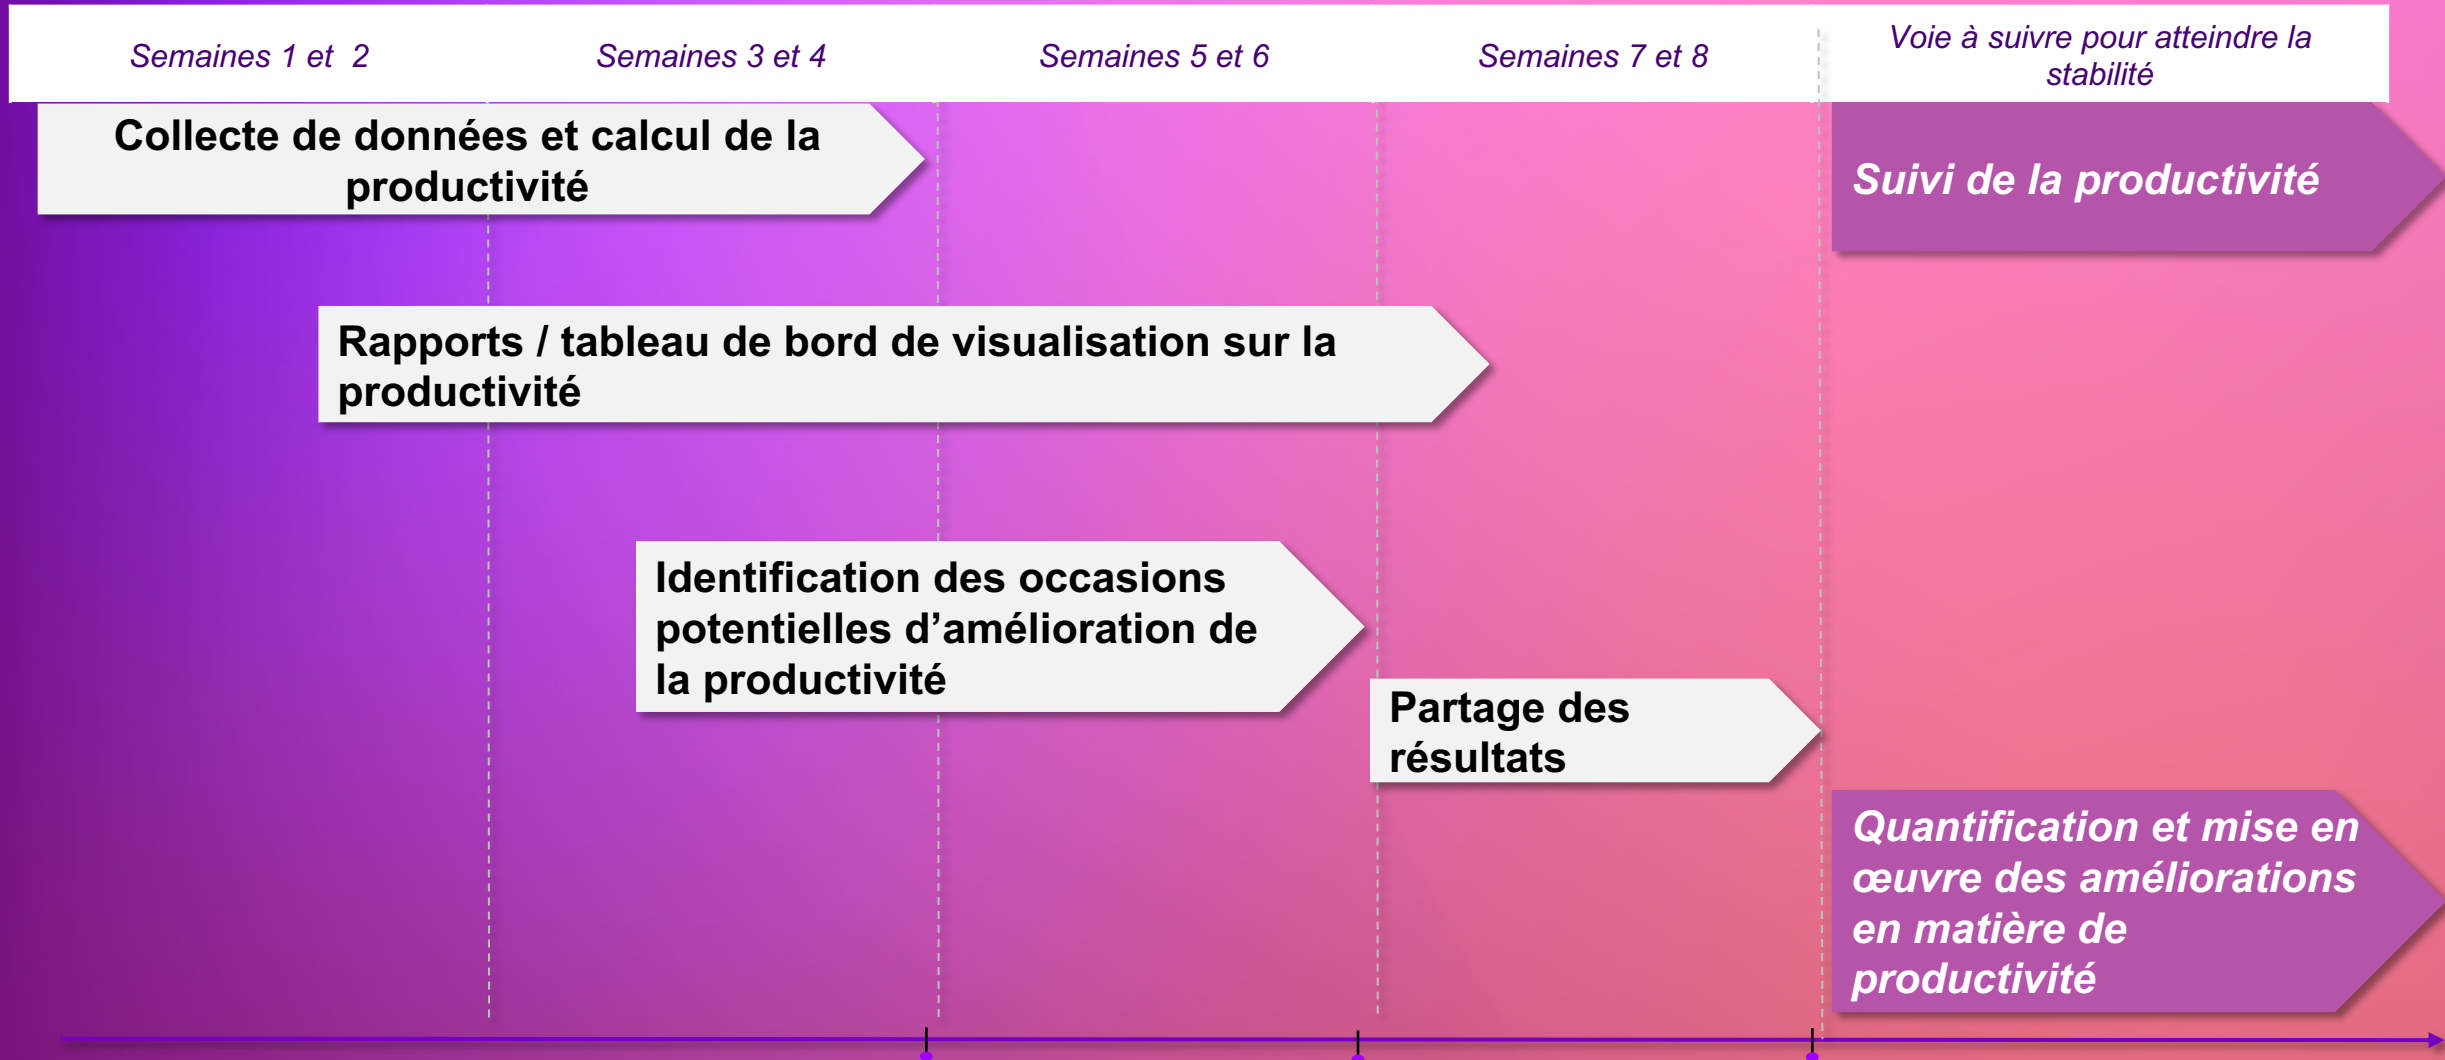 Semaines 1 et  2
Semaines 3 et 4
Semaines 5 et 6
Semaines 7 et 8
Voie à suivre pour atteindre la
stabilité
Collecte de données et calcul de la
productivité
Suivi de la productivité
Rapports / tableau de bord de visualisation sur la
productivité
Identification des occasions
potentielles d’amélioration de
la productivité
Partage des
résultats
Quantification et mise en
œuvre des améliorations
en matière de
productivité